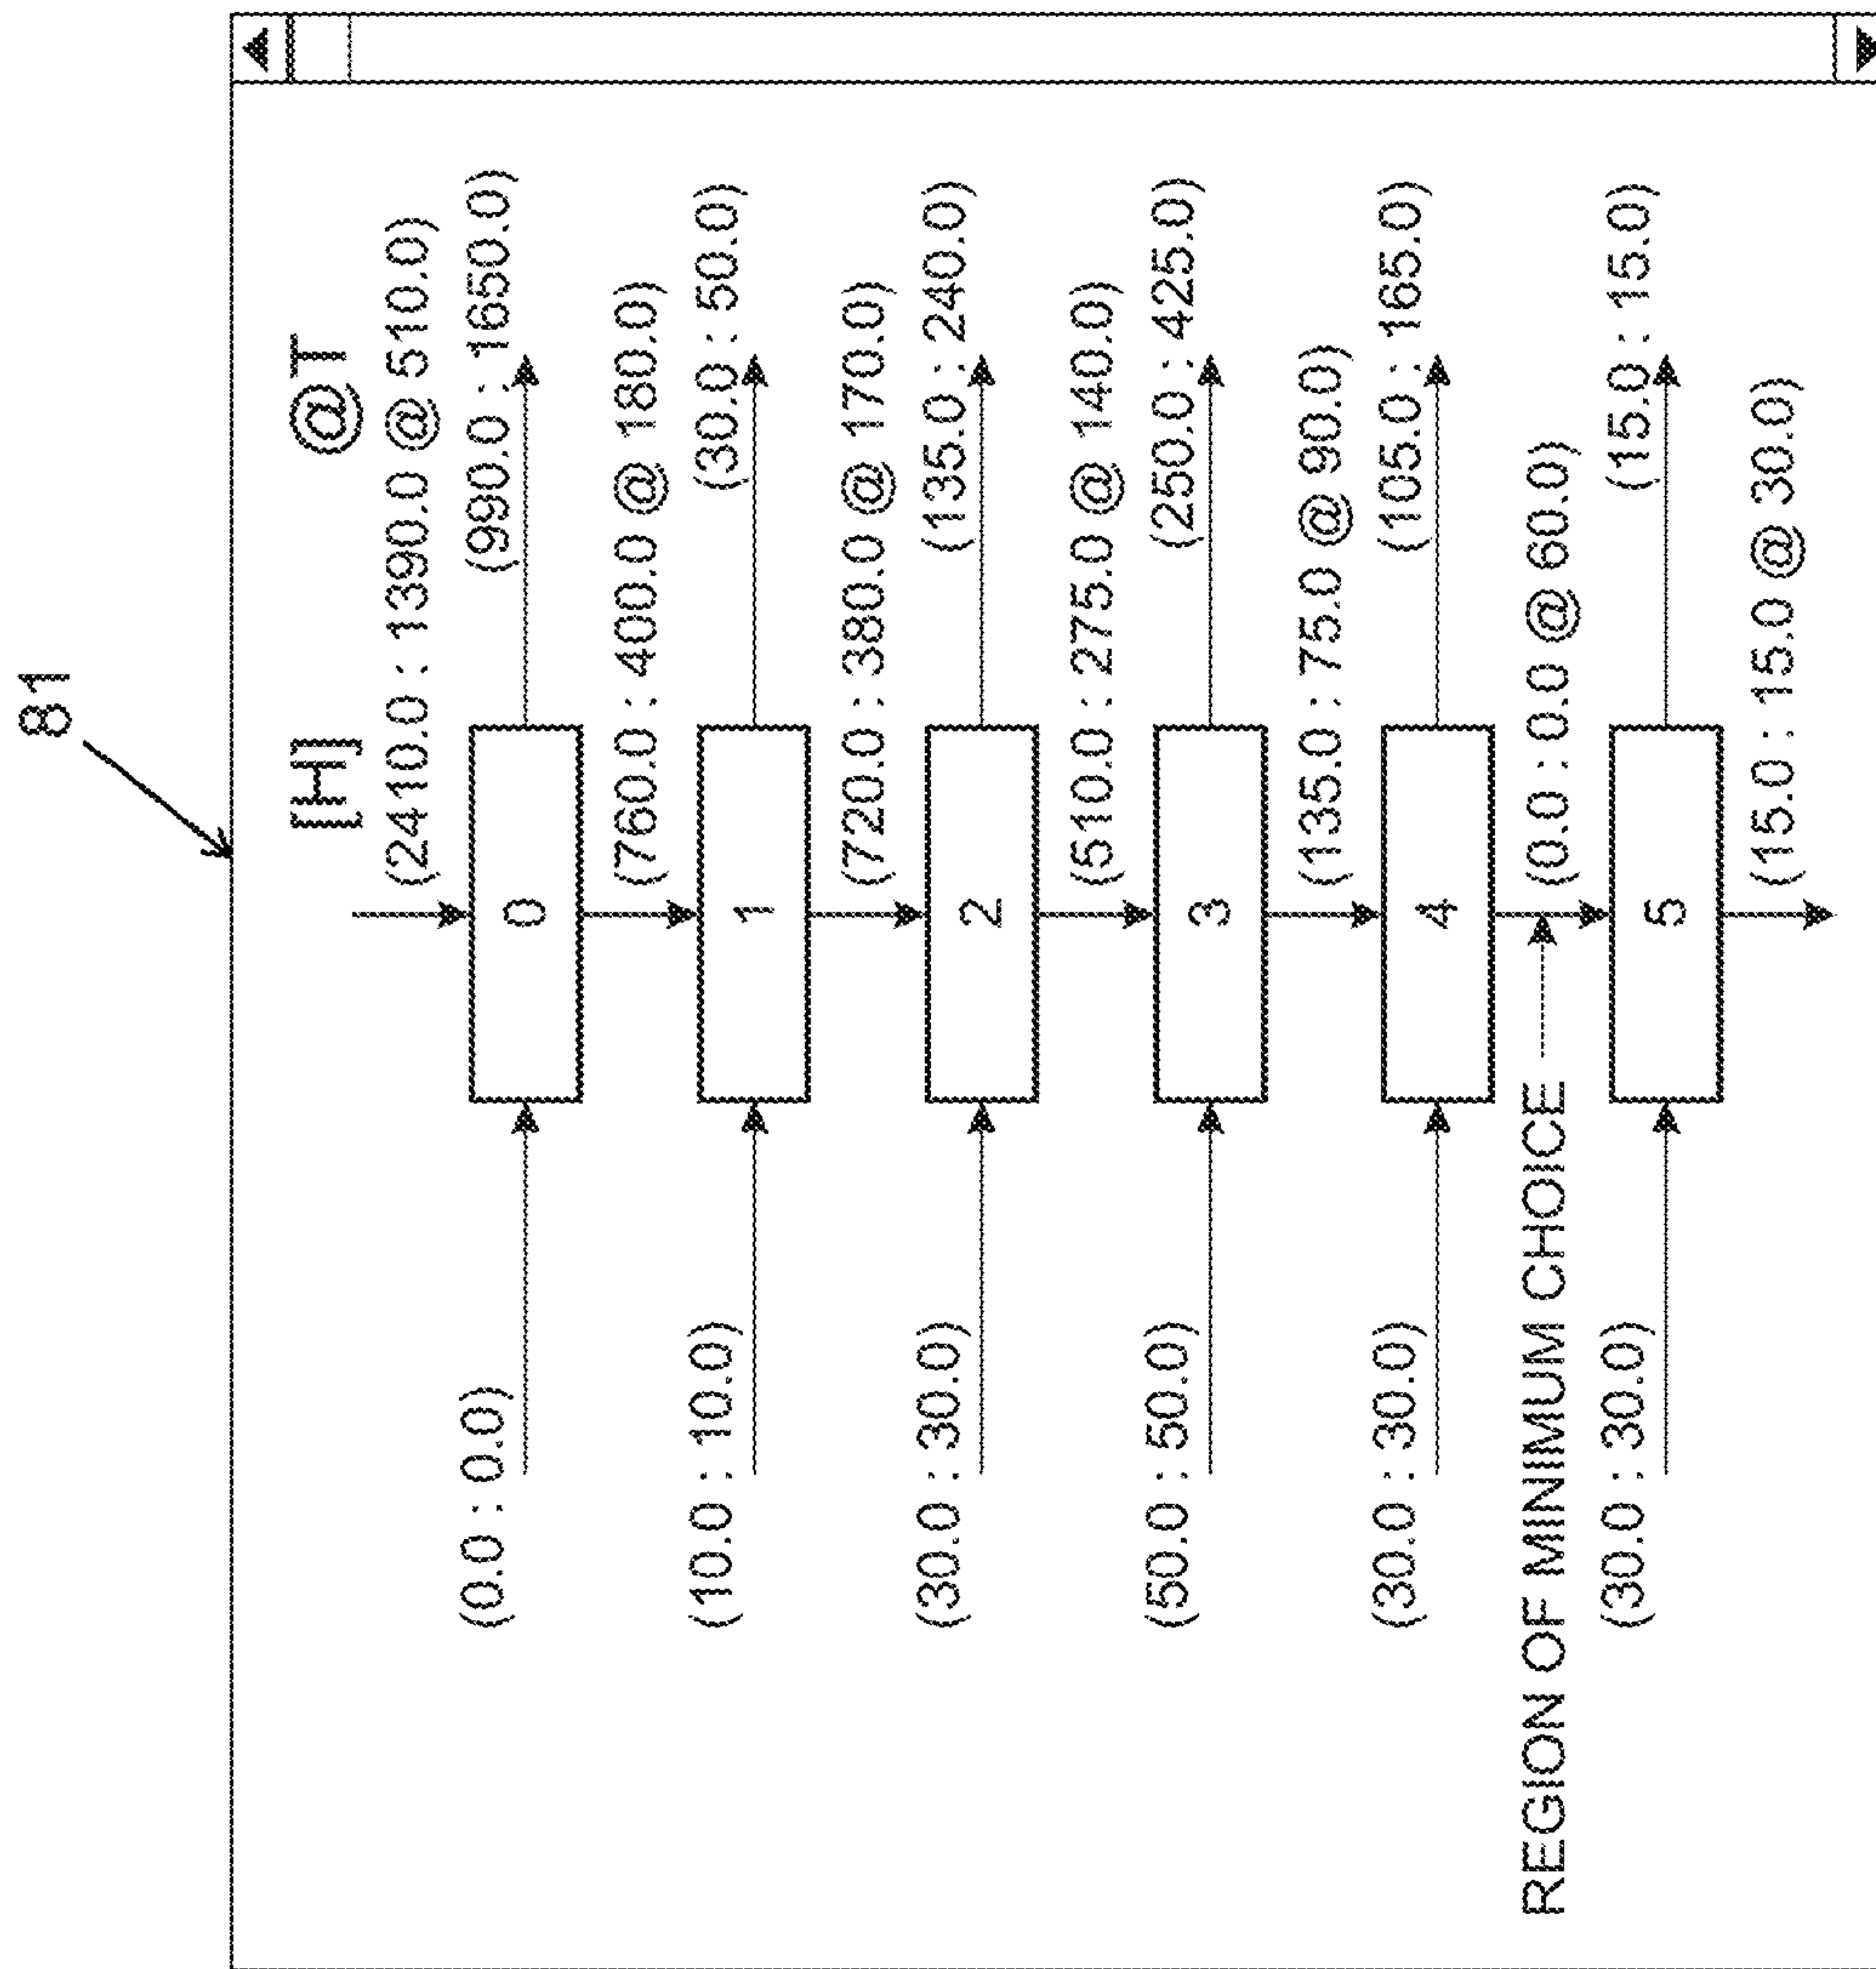 81
[H] @T
(2410.0 : 1390.0 @ 510.0)
(0.0 : 0.0)
0
(990.0 : 1650.0)
(760.0 : 400.0 @ 180.0)
(10.0 : 10.0)
1
(30.0 : 50.0)
(720.0 : 380.0 @ 170.0)
(30.0 : 30.0)
2
(135.0 : 240.0)
(510.0 : 275.0 @ 140.0)
(50.0 : 50.0)
3
(250.0 : 425.0)
(135.0 : 75.0 @ 90.0)
(30.0 : 30.0)
4
(105.0 : 165.0)
REGION OF MINIMUM CHOICE
(0.0 : 0.0 @ 60.0)
(30.0 : 30.0)
5
(15.0 : 15.0)
(15.0 : 15.0 @ 30.0)